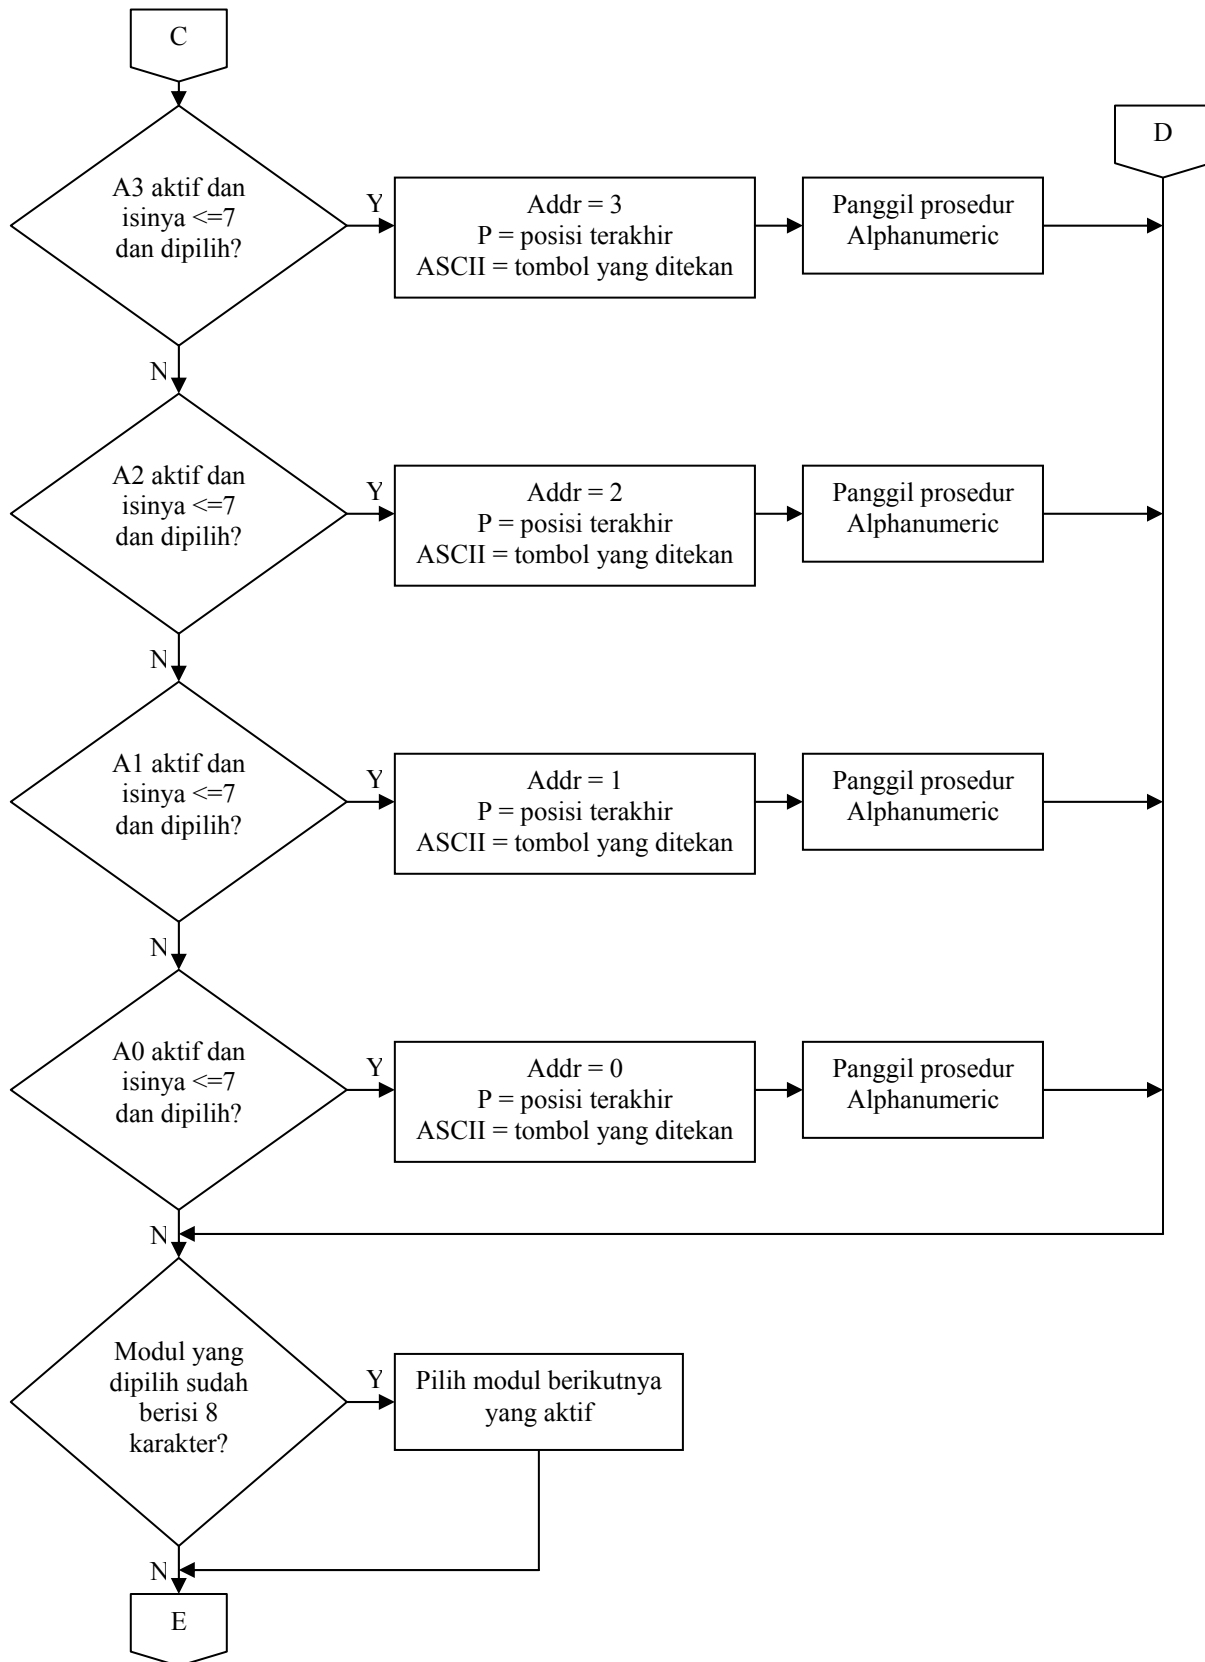 C
D
A3 aktif dan
isinya <=7
dan dipilih?
Y
Addr = 3
P = posisi terakhir
ASCII = tombol yang ditekan
Panggil prosedur
Alphanumeric
N
A2 aktif dan
isinya <=7
dan dipilih?
Y
Addr = 2
P = posisi terakhir
ASCII = tombol yang ditekan
Panggil prosedur
Alphanumeric
N
A1 aktif dan
isinya <=7
dan dipilih?
Y
Addr = 1
P = posisi terakhir
ASCII = tombol yang ditekan
Panggil prosedur
Alphanumeric
N
A0 aktif dan
isinya <=7
dan dipilih?
Y
Addr = 0
P = posisi terakhir
ASCII = tombol yang ditekan
Panggil prosedur
Alphanumeric
N
Modul yang
dipilih sudah
berisi 8
karakter?
Y
Pilih modul berikutnya
yang aktif
N
E